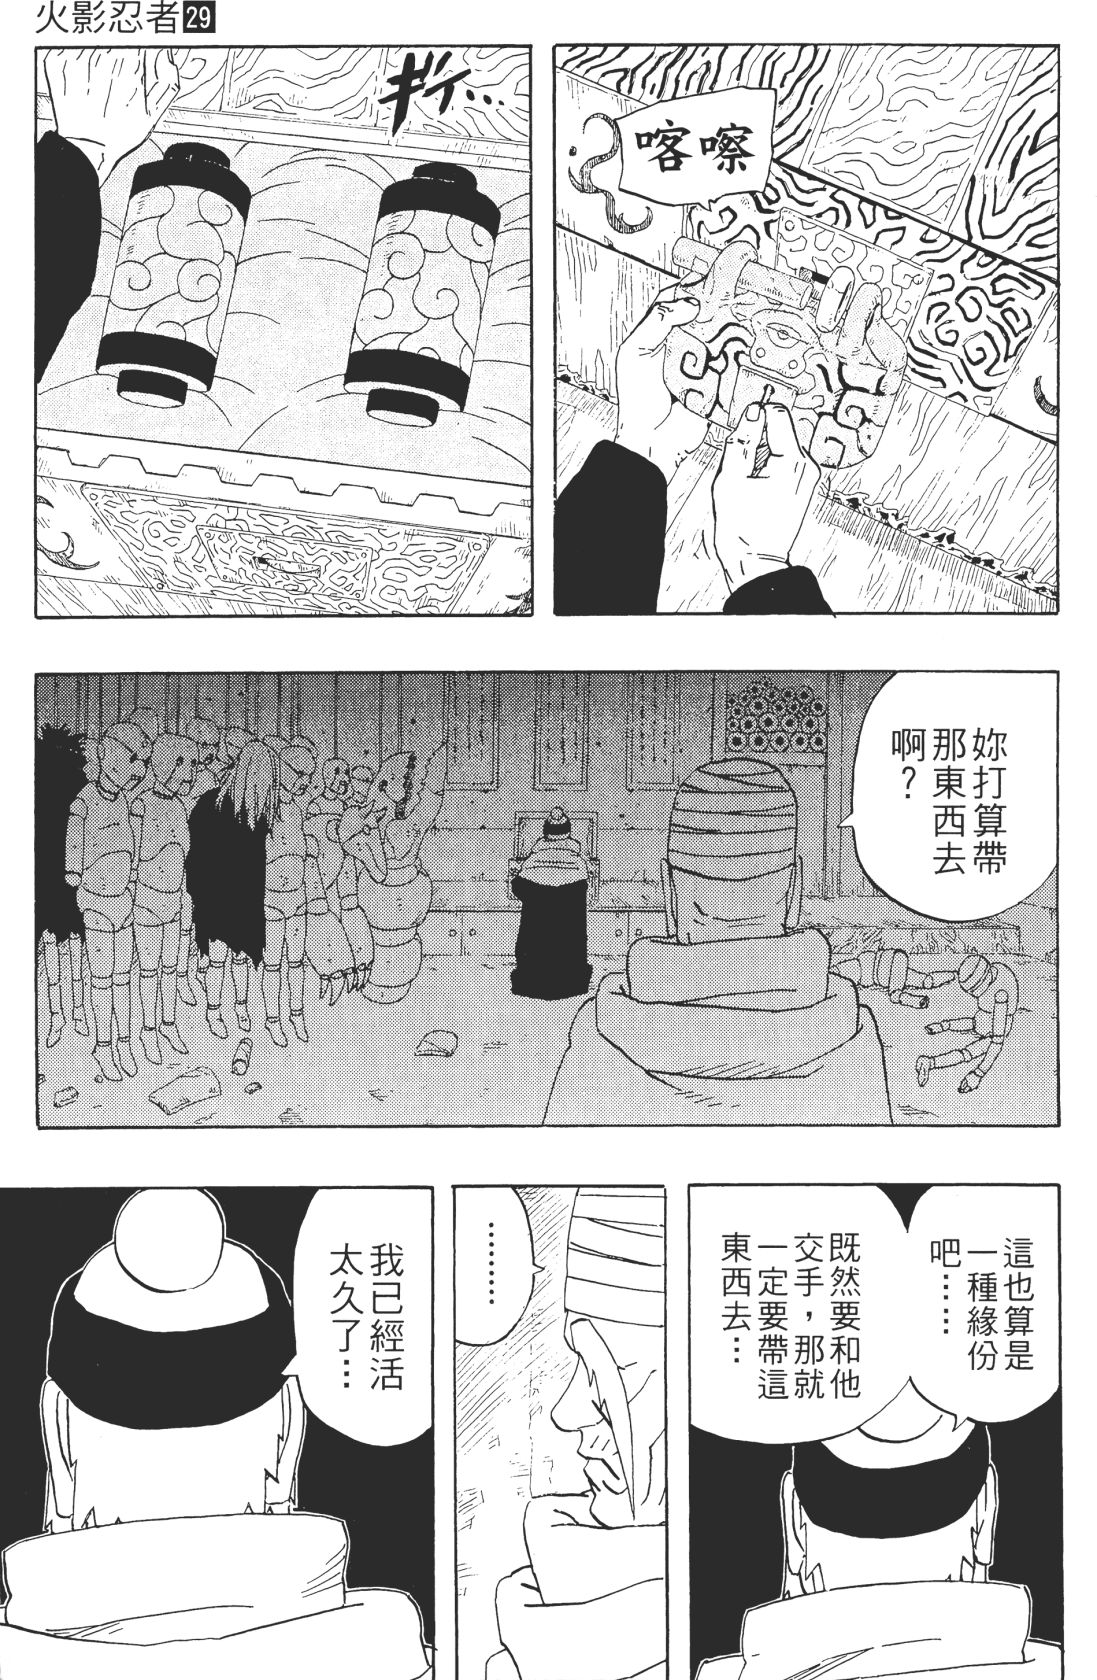 火影忍者29
喀嚓
ギィ…
妳打算帶
那東西去
啊？
這也算是
一種緣份
吧……
既然要和他
交手，那就
一定要帶這
東西去…
………
我已經活
太久了…